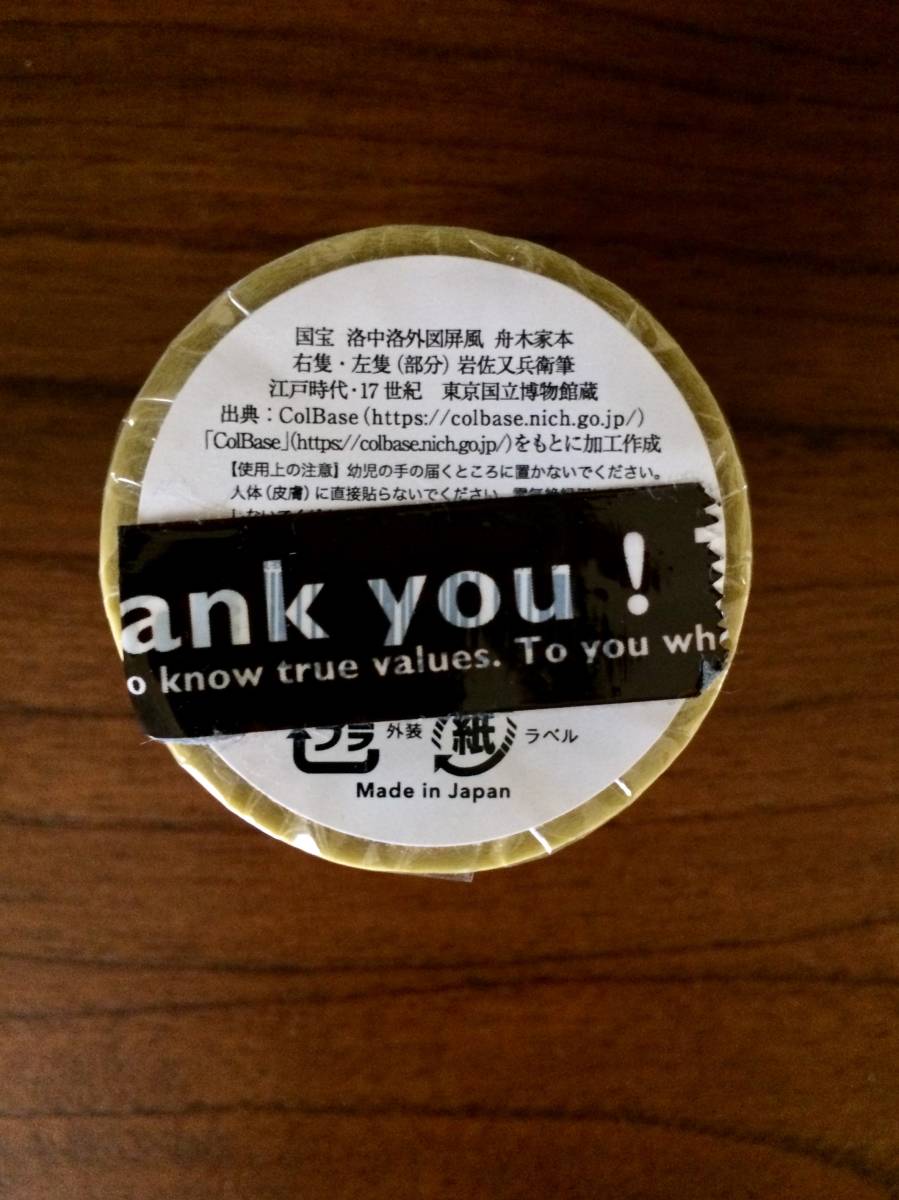 国宝 洛中洛外図屏風 舟木家本
右隻・左隻(部分)岩佐又兵衛筆
江戸時代・17世紀 東京国立博物館蔵
出典:ColBase(https://colbase.nich.go.jp/)
「ColBase」(https://colbase.nich.go.jp/)をもとに加工作成
【使用上の注意】幼児の手の届くところに置かないでください。
人体(皮膚)に直接貼らないでください。
ank you !
o know true values. To you who
プラ 外装 紙 ラベル
Made in Japan